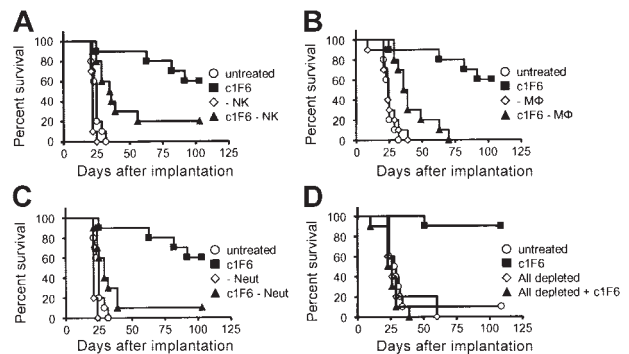 A
Percent survival
100
80
60
40
20
0
0 25 50 75 100 125
Days after implantation
untreated
c1F6
- NK
c1F6 - NK
B
Percent survival
100
80
60
40
20
0
0 25 50 75 100 125
Days after implantation
untreated
c1F6
- MΦ
c1F6 - MΦ
C
Percent survival
100
80
60
40
20
0
0 25 50 75 100 125
Days after implantation
untreated
c1F6
- Neut
c1F6 - Neut
D
Percent survival
100
80
60
40
20
0
0 25 50 75 100 125
Days after implantation
untreated
c1F6
All depleted
All depleted + c1F6